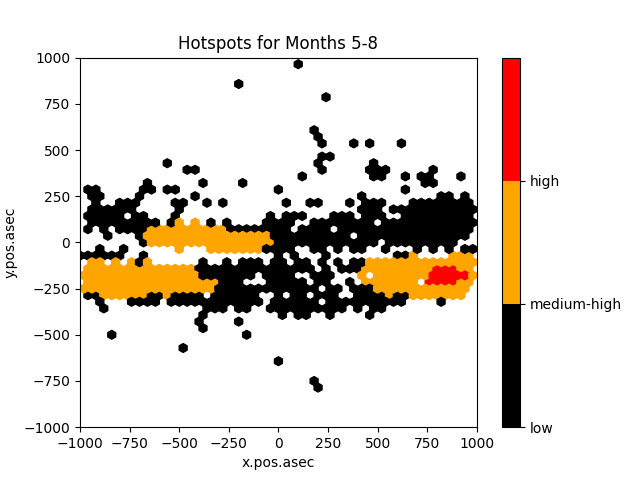 Hotspots for Months 5-8
1000
750
500
250
0
−250
−500
−750
−1000
y.pos.asec
−1000 −750 −500 −250 0 250 500 750 1000
x.pos.asec
high
medium-high
low